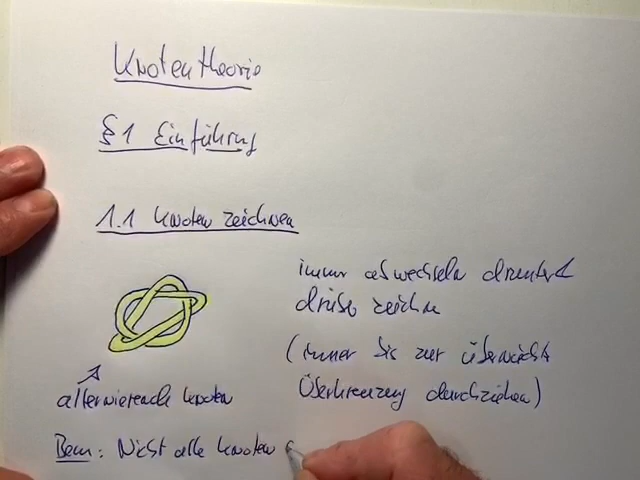 Knotentheorie
§1 Einführung
1.1 Knoten zeichnen
immer abwechseln drunter &
drüber zeichnen
(immer bis zur übernächsten
Überkreuzung durchziehen)
alternierende Knoten
Bem: Nicht alle Knoten